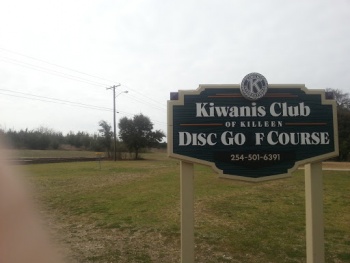 K
Kiwanis Club
OF KILLEEN
DISC GO F COURSE
254-501-6391